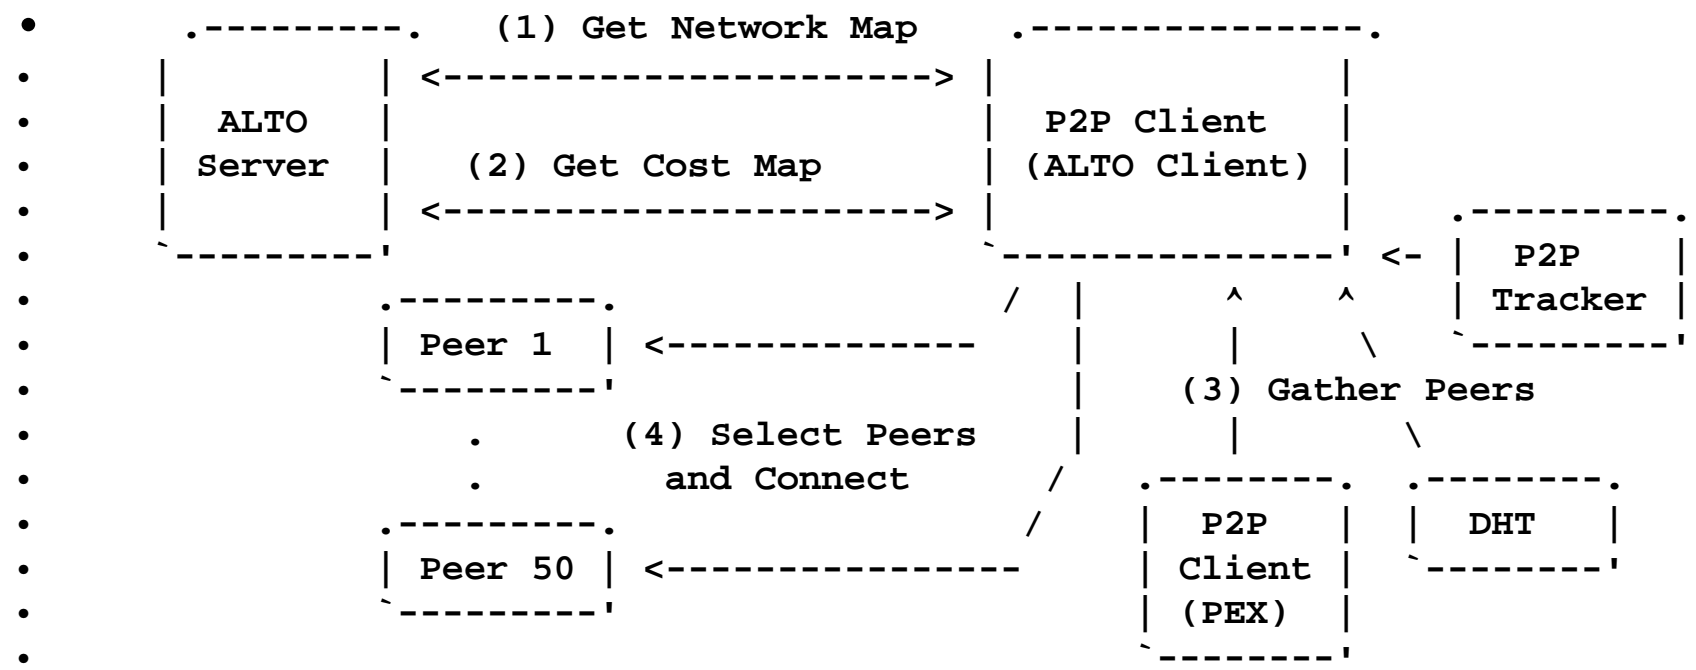 • .---------. (1) Get Network Map .---------------.
• | | <----------------------> | |
• | ALTO | | P2P Client |
• | Server | (2) Get Cost Map | (ALTO Client) |
• | | <----------------------> | | .---------.
• `---------' `---------------' <- | P2P |
• .---------. / | ^ ^ | Tracker |
• | Peer 1 | <-------------- | | \ `---------'
• `---------' | (3) Gather Peers
• . (4) Select Peers | | \
• . and Connect / .--------. .--------.
• .---------. / | P2P | | DHT |
• | Peer 50 | <---------------- | Client | `--------'
• `---------' | (PEX) |
• `--------'